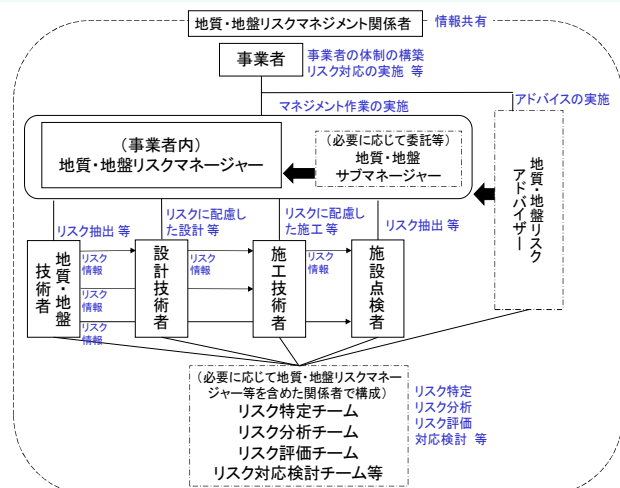 地質・地盤リスクマネジメント関係者
情報共有
事業者
事業者の体制の構築
リスク対応の実施 等
マネジメント作業の実施
アドバイスの実施
（事業者内）
地質・地盤リスクマネージャー
（必要に応じて委託等）
地質・地盤
サブマネージャー
地質・地盤リスク
アドバイザー
リスク抽出 等
リスクに配慮し
た設計 等
リスクに配慮し
た施工 等
リスク抽出 等
地質・地盤
技術者
設計技術者
施工技術者
施設点検者
リスク
情報
リスク
情報
リスク
情報
リスク
情報
リスク
情報
リスク
情報
（必要に応じて地質・地盤リスクマネー
ジャー等を含めた関係者で構成）
リスク特定チーム
リスク分析チーム
リスク評価チーム
リスク対応検討チーム等
リスク特定
リスク分析
リスク評価
対応検討 等